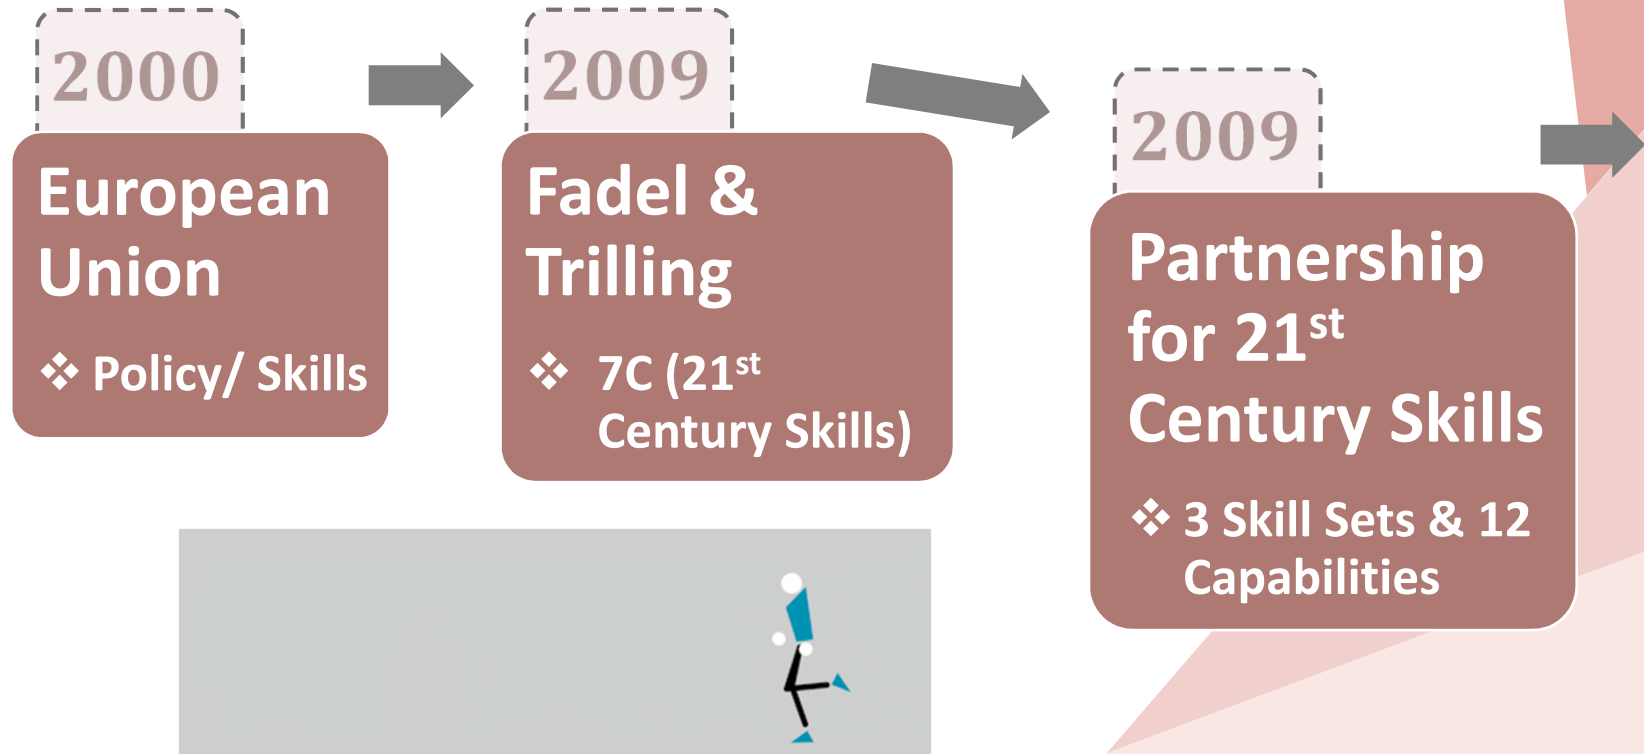 2000
European
Union
❖ Policy/ Skills
2009
Fadel &
Trilling
❖ 7C (21st
Century Skills)
2009
Partnership
for 21st
Century Skills
❖ 3 Skill Sets & 12
Capabilities